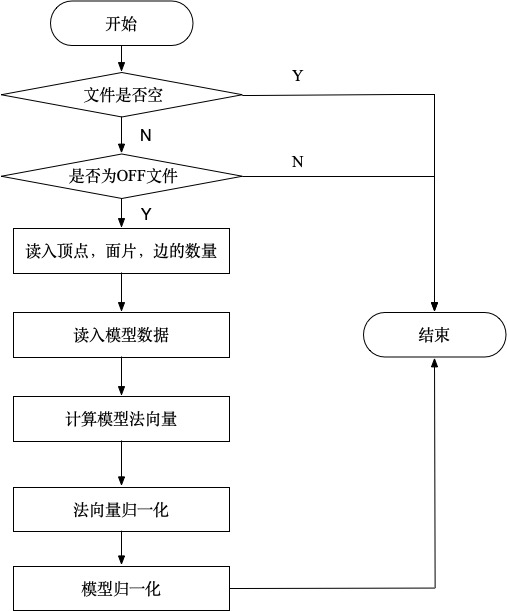 开始
文件是否空
Y
N
是否为OFF文件
N
Y
读入顶点，面片，边的数量
读入模型数据
结束
计算模型法向量
法向量归一化
模型归一化